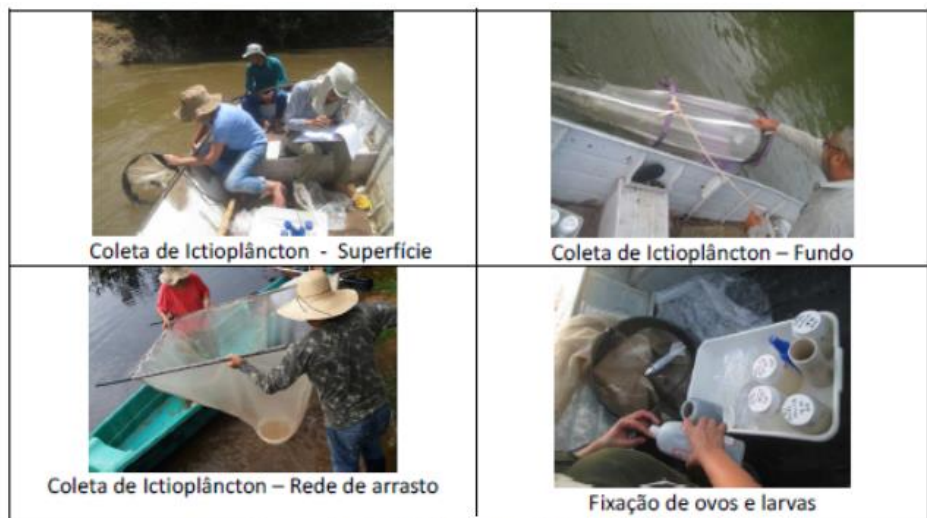 Coleta de Ictioplâncton - Superfície
Coleta de Ictioplâncton – Fundo
Coleta de Ictioplâncton – Rede de arrasto
Fixação de ovos e larvas